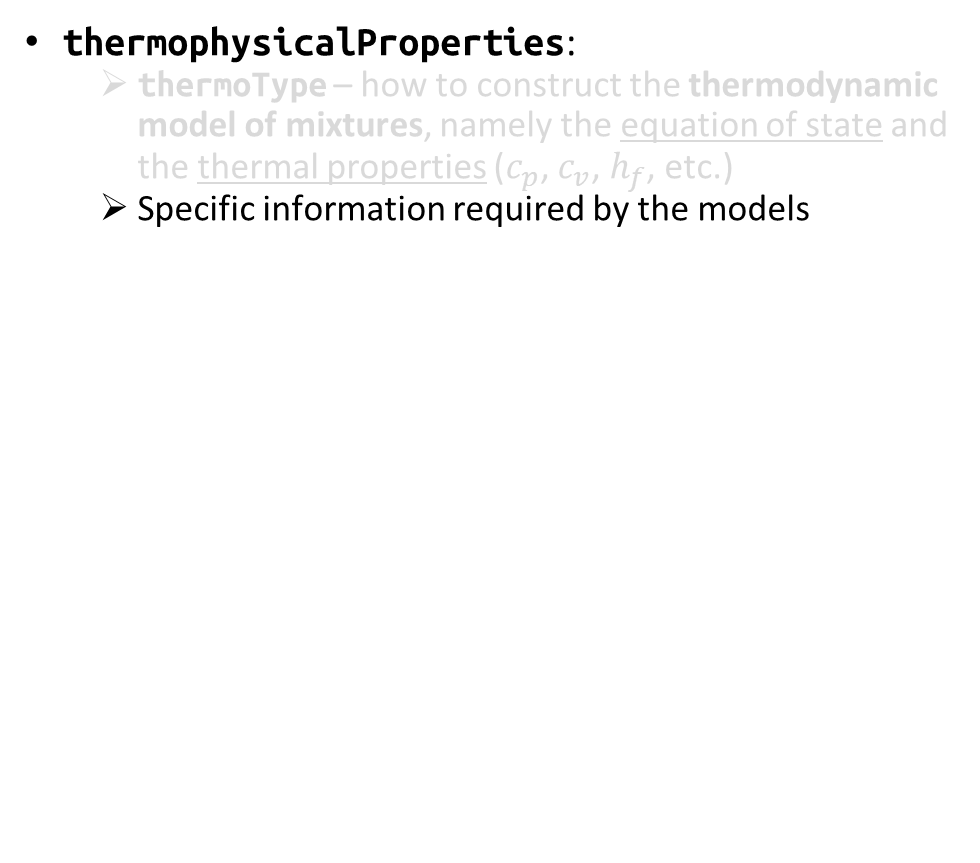 • thermophysicalProperties:
➢ thermoType – how to construct the thermodynamic
model of mixtures, namely the equation of state and
the thermal properties (c_p, c_v, h_f, etc.)
➢ Specific information required by the models